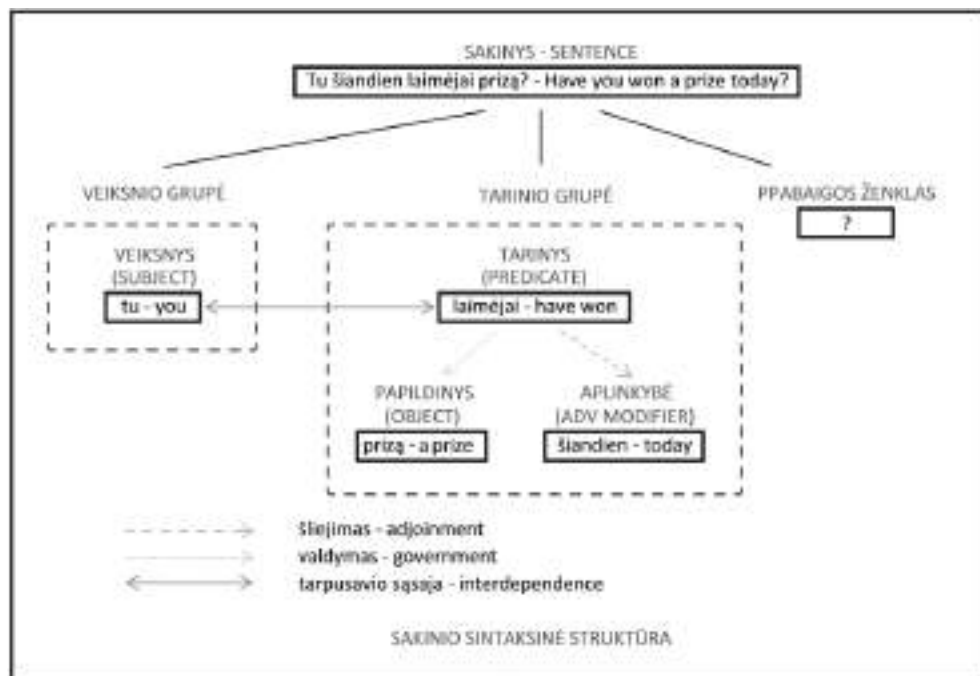 SAKINYS - SENTENCE
Tu šiandien laimėjai prizą? - Have you won a prize today?
VEIKSNIO GRUPĖ
TARINIO GRUPĖ
PPABAIGOS ŽENKLAS
?
VEIKSNYS
(SUBJECT)
tu - you
TARINYS
(PREDICATE)
laimėjai - have won
PAPILDINYS
(OBJECT)
prizą - a prize
APLINKYBĖ
(ADV MODIFIER)
šiandien - today
šliejimas - adjoinment
valdymas - government
tarpusavio sąsaja - interdependence
SAKINIO SINTAKSINĖ STRUKTŪRA